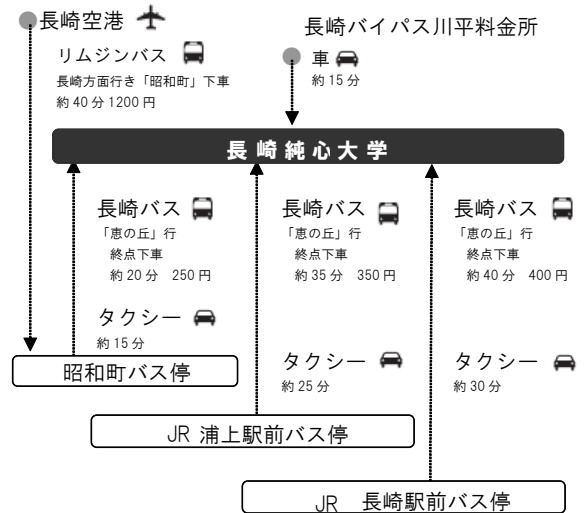 長崎空港
リムジンバス
長崎方面行き「昭和町」下車
約40分1200円
長崎バイパス川平料金所
車
約15分
長崎純心大学
長崎バス
「恵の丘」行
終点下車
約20分 250円
タクシー
約15分
昭和町バス停
長崎バス
「恵の丘」行
終点下車
約35分 350円
タクシー
約25分
JR 浦上駅前バス停
長崎バス
「恵の丘」行
終点下車
約40分 400円
タクシー
約30分
JR 長崎駅前バス停